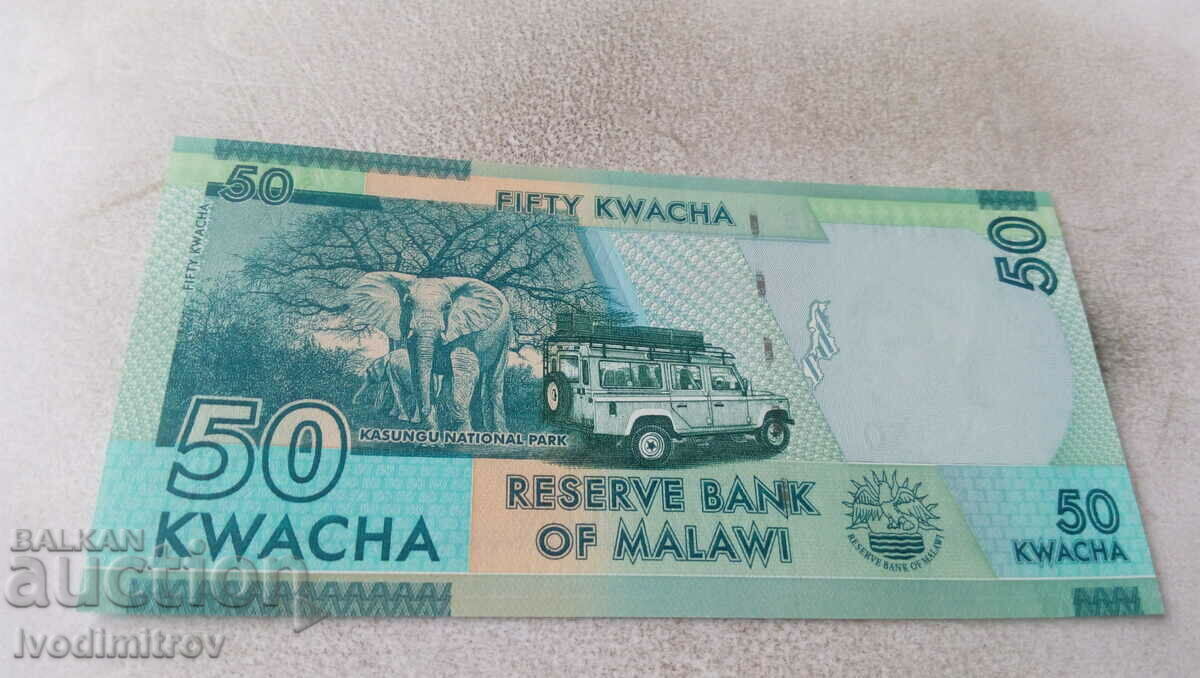 50
FIFTY KWACHA
FIFTY KWACHA
50
KASUNGU NATIONAL PARK
50
KWACHA
RESERVE BANK
OF MALAWI
RESERVE BANK OF MALAWI
50
KWACHA
BALKAN
auction
Ivodimitrov